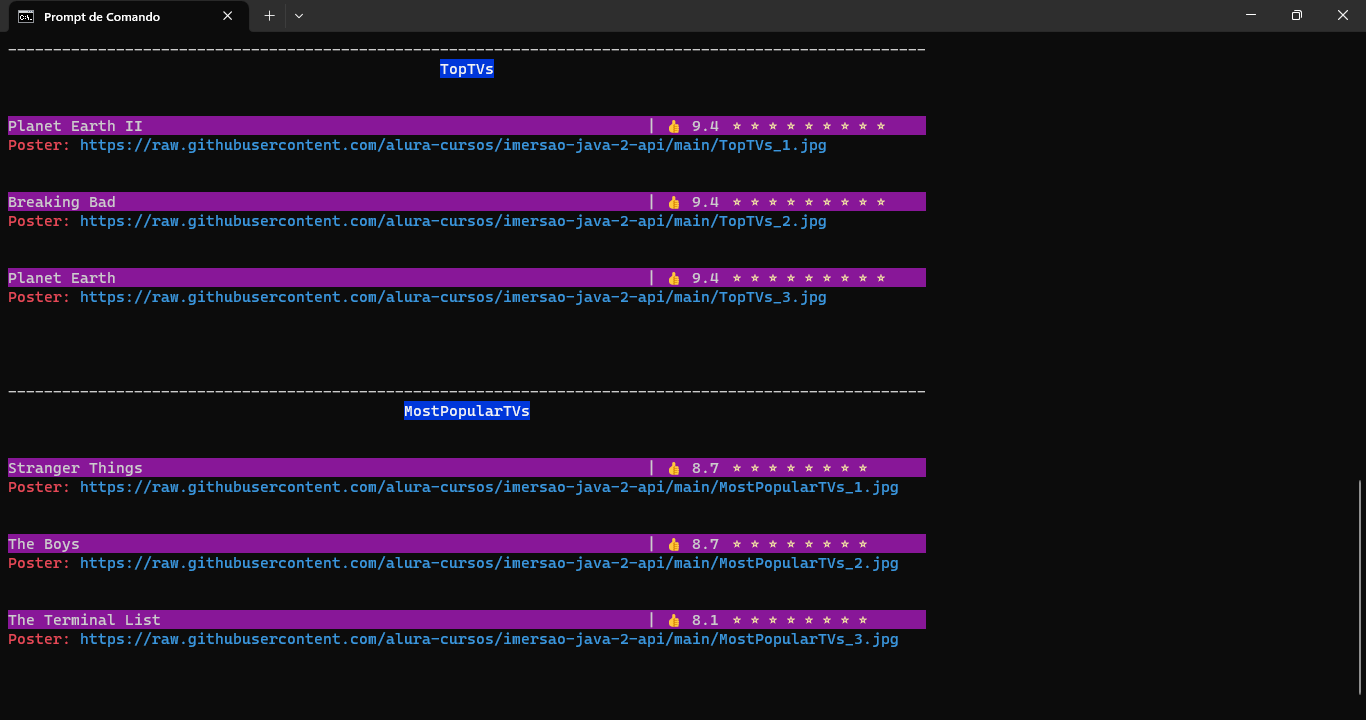 Prompt de Comando
TopTVs
Planet Earth II | 👍 9.4 ⭐ ⭐ ⭐ ⭐ ⭐ ⭐ ⭐ ⭐ ⭐
Poster: https://raw.githubusercontent.com/alura-cursos/imersao-java-2-api/main/TopTVs_1.jpg
Breaking Bad | 👍 9.4 ⭐ ⭐ ⭐ ⭐ ⭐ ⭐ ⭐ ⭐ ⭐
Poster: https://raw.githubusercontent.com/alura-cursos/imersao-java-2-api/main/TopTVs_2.jpg
Planet Earth | 👍 9.4 ⭐ ⭐ ⭐ ⭐ ⭐ ⭐ ⭐ ⭐ ⭐
Poster: https://raw.githubusercontent.com/alura-cursos/imersao-java-2-api/main/TopTVs_3.jpg
MostPopularTVs
Stranger Things | 👍 8.7 ⭐ ⭐ ⭐ ⭐ ⭐ ⭐ ⭐ ⭐
Poster: https://raw.githubusercontent.com/alura-cursos/imersao-java-2-api/main/MostPopularTVs_1.jpg
The Boys | 👍 8.7 ⭐ ⭐ ⭐ ⭐ ⭐ ⭐ ⭐ ⭐
Poster: https://raw.githubusercontent.com/alura-cursos/imersao-java-2-api/main/MostPopularTVs_2.jpg
The Terminal List | 👍 8.1 ⭐ ⭐ ⭐ ⭐ ⭐ ⭐ ⭐ ⭐
Poster: https://raw.githubusercontent.com/alura-cursos/imersao-java-2-api/main/MostPopularTVs_3.jpg